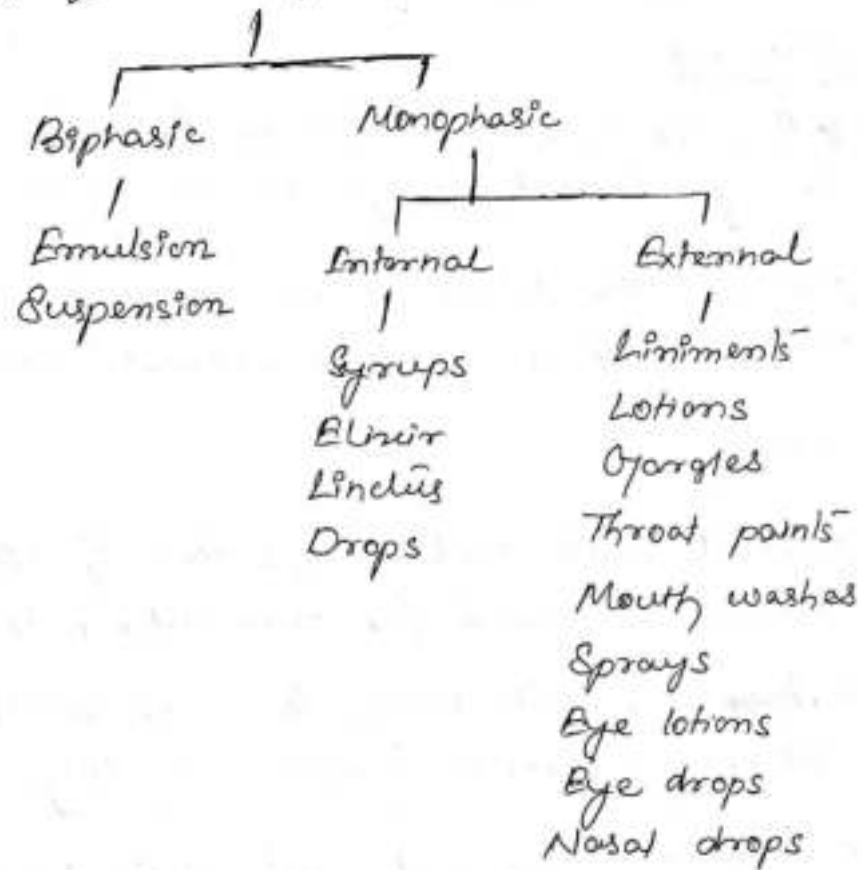 Biphasic
Monophasic
Emulsion
Suspension
Internal
External
Syrups
Elixir
Linctus
Drops
Liniments
Lotions
Gargles
Throat paints
Mouth washes
Sprays
Eye lotions
Eye drops
Nasal drops